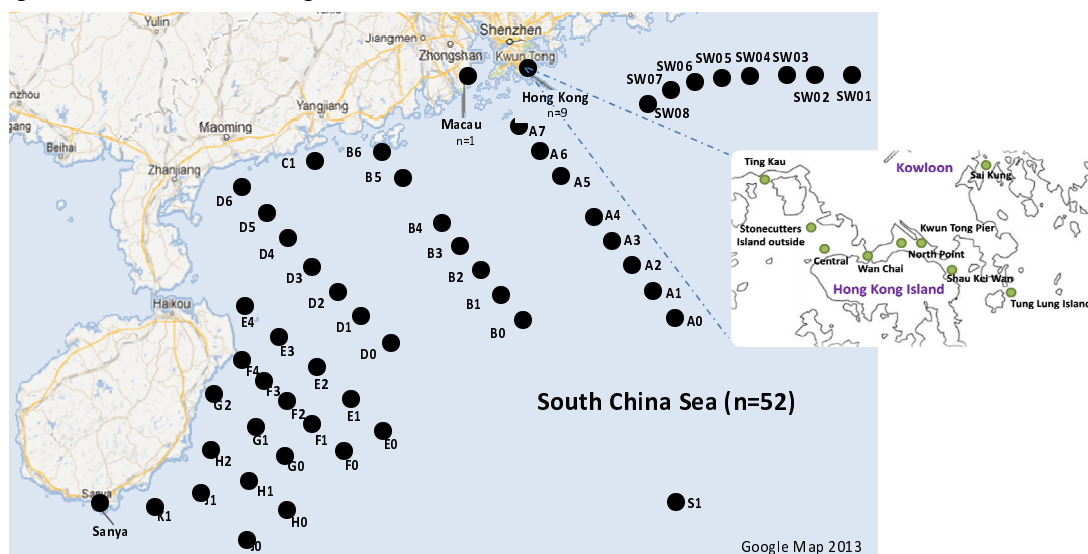 Yulin
Jiangmen
Shenzhen
Zhongshan
Kwun Tong
Hong Kong
n=9
Macau
n=1
Yangjiang
Maoming
Beihai
Zhanjiang
Haikou
Sanya
Sanya
SW08
SW07
SW06
SW05
SW04
SW03
SW02
SW01
A7
A6
A5
A4
A3
A2
A1
A0
B6
B5
B4
B3
B2
B1
B0
C1
D6
D5
D4
D3
D2
D1
D0
E4
E3
E2
E1
E0
F4
F3
F2
F1
F0
G2
G1
G0
H2
H1
H0
J1
J0
K1
S1
South China Sea (n=52)
Ting Kau
Kowloon
Sai Kung
Stonecutters
Island outside
Kwun Tong Pier
Central
North Point
Wan Chai
Shau Kei Wan
Hong Kong Island
Tung Lung Island
Google Map 2013